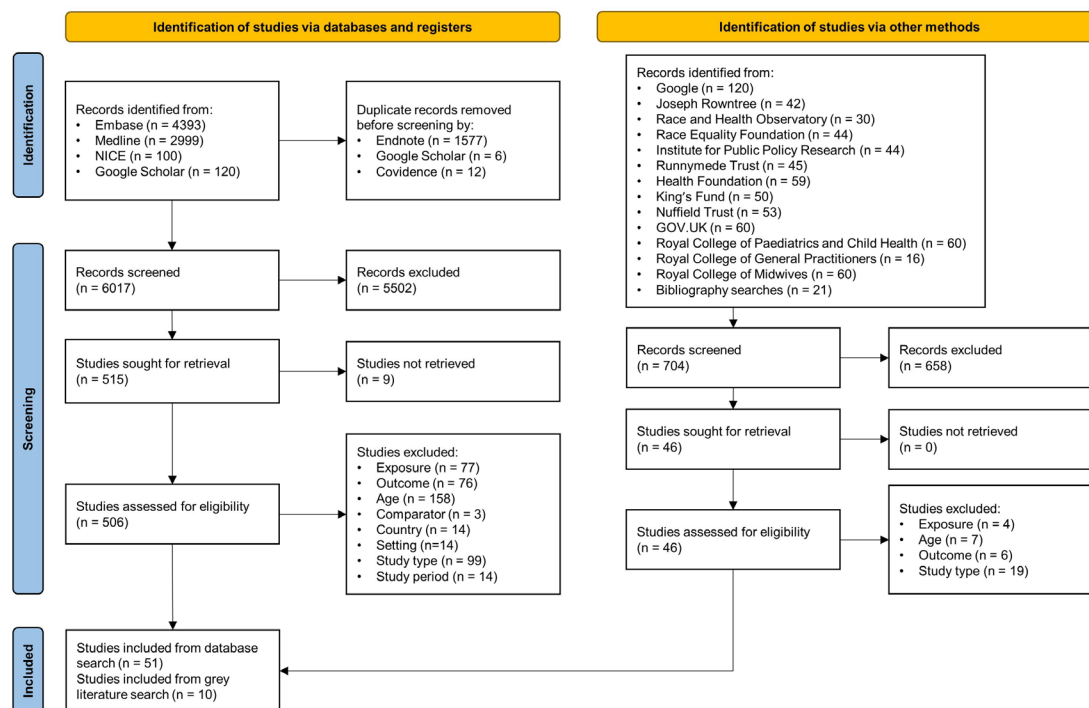 Identification of studies via databases and registers
Identification of studies via other methods
Identification
Records identified from:
• Embase (n = 4393)
• Medline (n = 2999)
• NICE (n = 100)
• Google Scholar (n = 120)
Duplicate records removed
before screening by:
• Endnote (n = 1577)
• Google Scholar (n = 6)
• Covidence (n = 12)
Records identified from:
• Google (n = 120)
• Joseph Rowntree (n = 42)
• Race and Health Observatory (n = 30)
• Race Equality Foundation (n = 44)
• Institute for Public Policy Research (n = 44)
• Runnymede Trust (n = 45)
• Health Foundation (n = 59)
• King's Fund (n = 50)
• Nuffield Trust (n = 53)
• GOV.UK (n = 60)
• Royal College of Paediatrics and Child Health (n = 60)
• Royal College of General Practitioners (n = 16)
• Royal College of Midwives (n = 60)
• Bibliography searches (n = 21)
Screening
Records screened
(n = 6017)
Records excluded
(n = 5502)
Studies sought for retrieval
(n = 515)
Studies not retrieved
(n = 9)
Studies assessed for eligibility
(n = 506)
Studies excluded:
• Exposure (n = 77)
• Outcome (n = 76)
• Age (n = 158)
• Comparator (n = 3)
• Country (n = 14)
• Setting (n=14)
• Study type (n = 99)
• Study period (n = 14)
Records screened
(n = 704)
Records excluded
(n = 658)
Studies sought for retrieval
(n = 46)
Studies not retrieved
(n = 0)
Studies assessed for eligibility
(n = 46)
Studies excluded:
• Exposure (n = 4)
• Age (n = 7)
• Outcome (n = 6)
• Study type (n = 19)
Included
Studies included from database
search (n = 51)
Studies included from grey
literature search (n = 10)